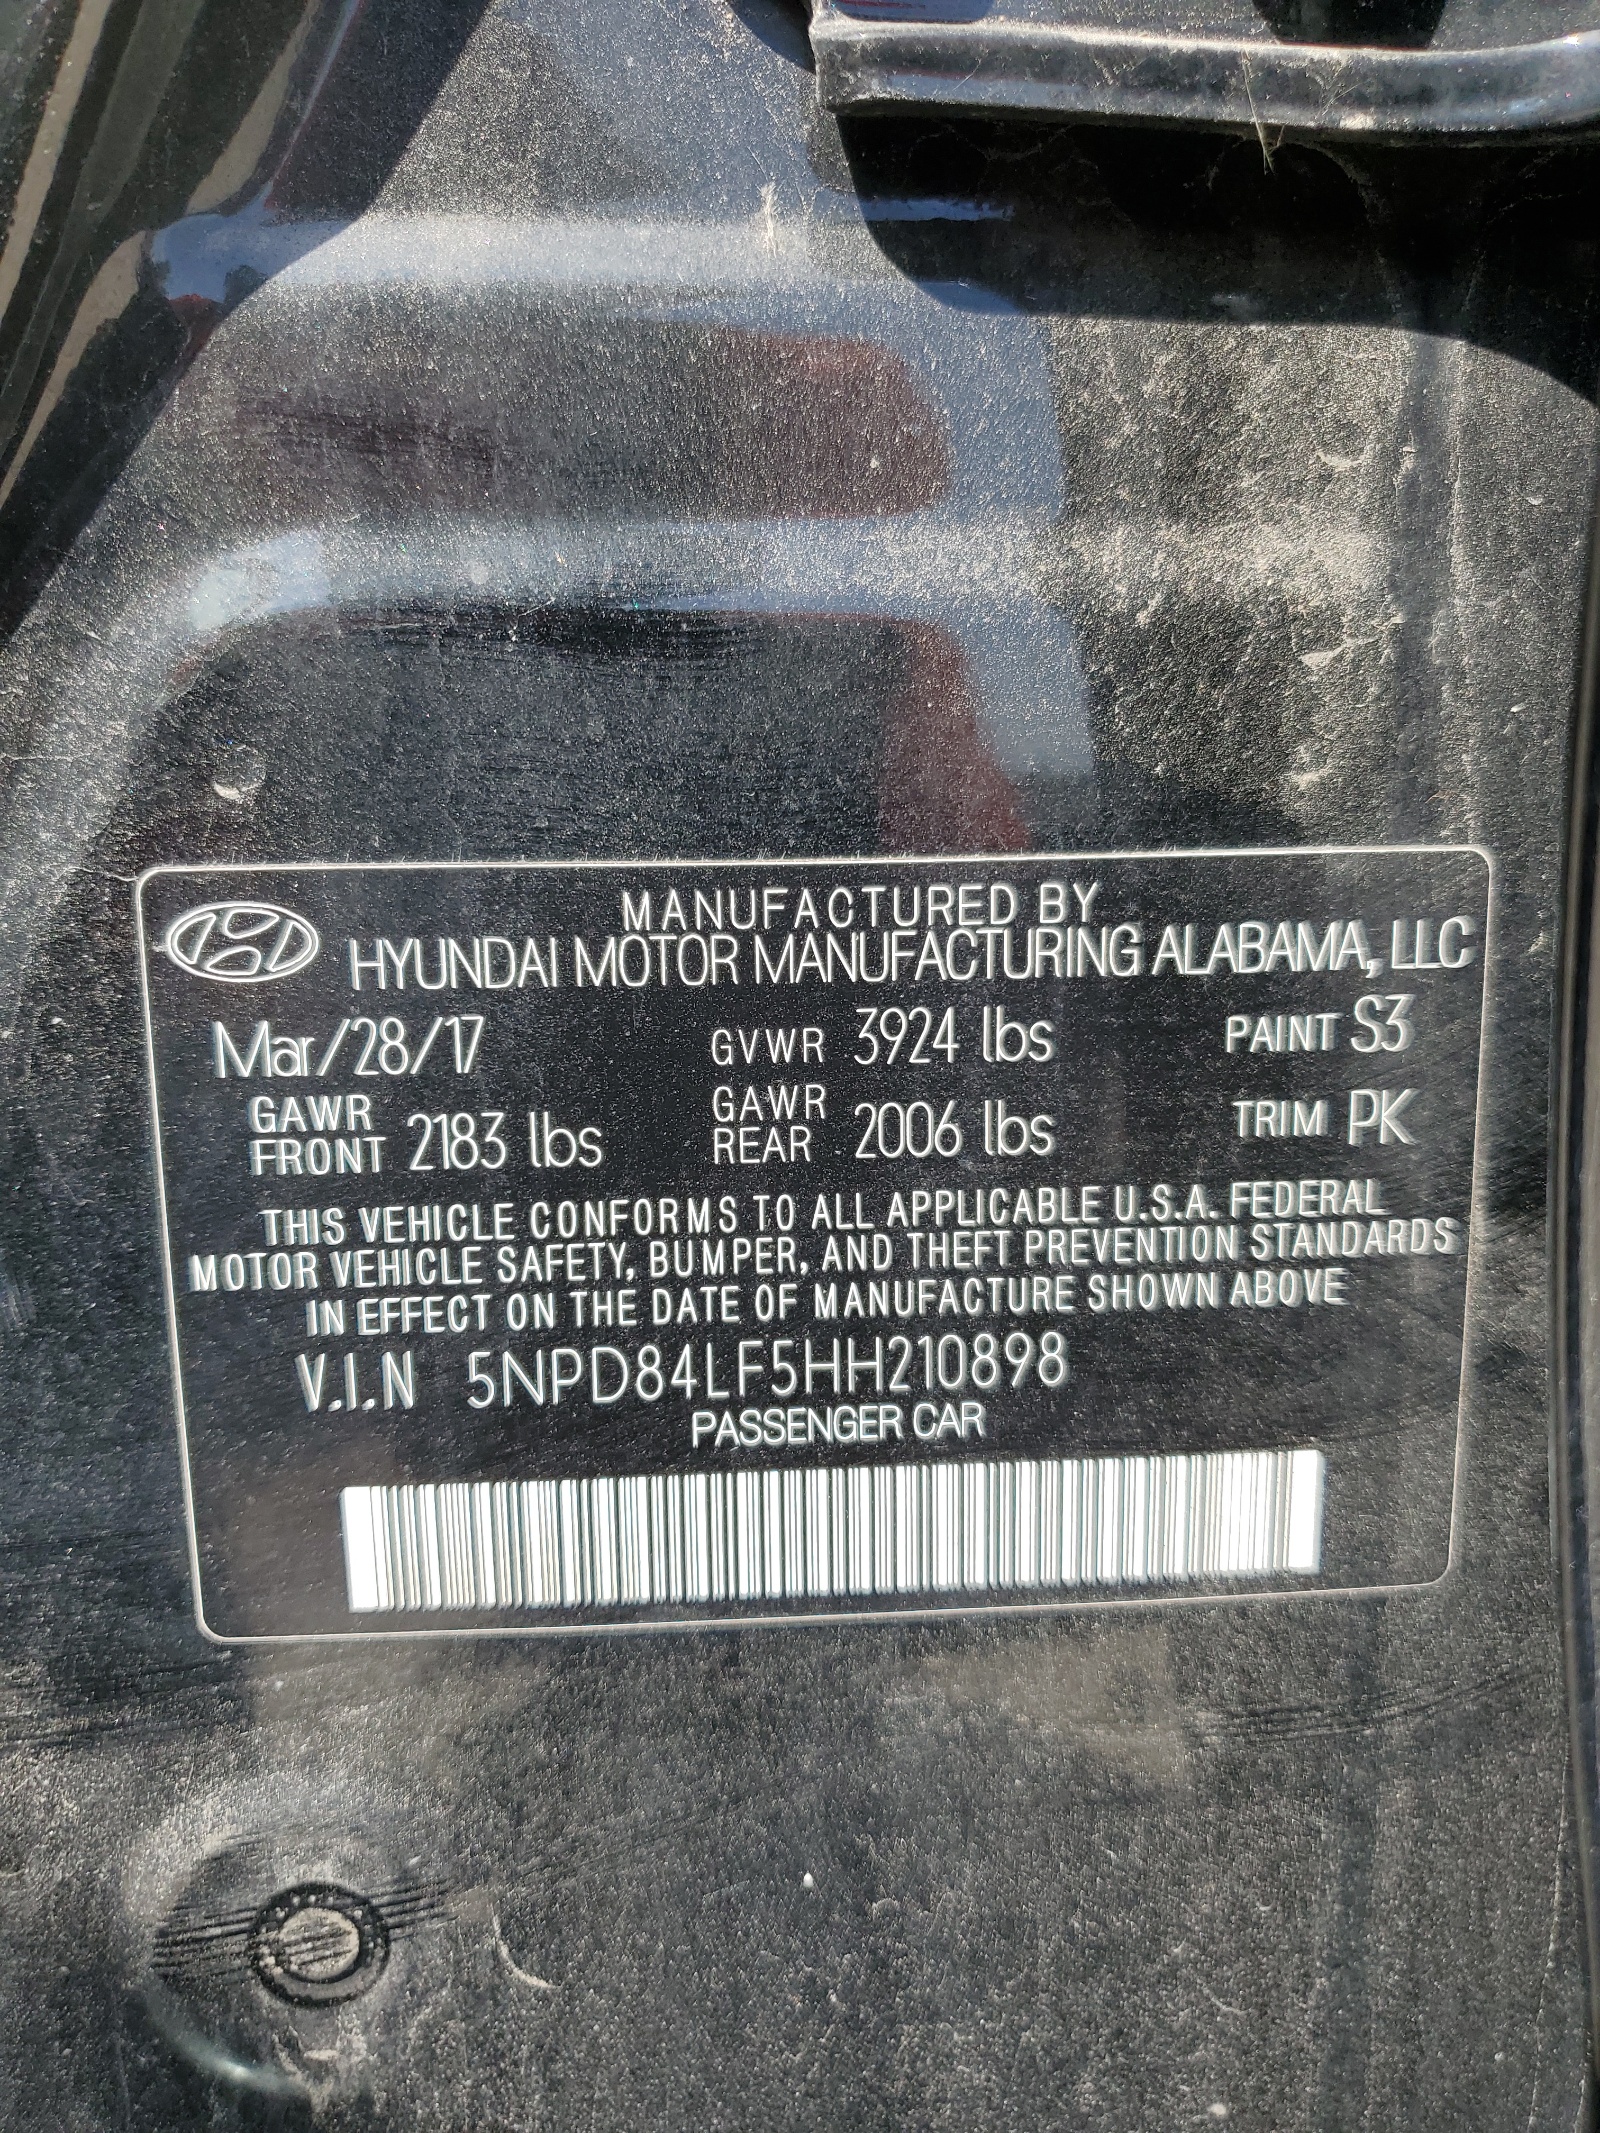 MANUFACTURED BY
HYUNDAI MOTOR MANUFACTURING ALABAMA, LLC
Mar/28/17 GVWR 3924 lbs PAINT S3
GAWR FRONT 2183 lbs GAWR REAR 2006 lbs TRIM PK
THIS VEHICLE CONFORMS TO ALL APPLICABLE U.S.A. FEDERAL
MOTOR VEHICLE SAFETY, BUMPER, AND THEFT PREVENTION STANDARDS
IN EFFECT ON THE DATE OF MANUFACTURE SHOWN ABOVE
V.I.N 5NPD84LF5HH210898
PASSENGER CAR